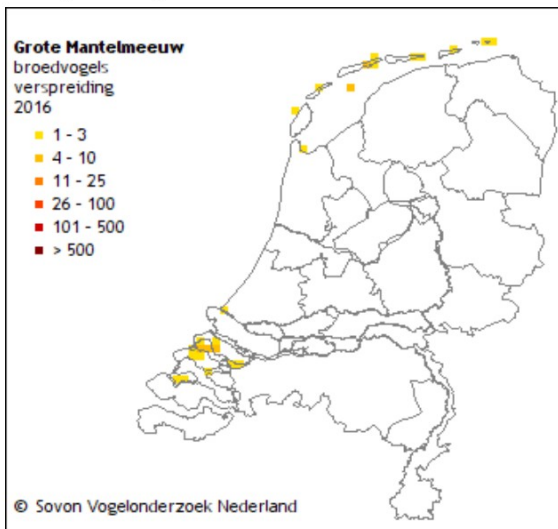 Grote Mantelmeeuw
broedvogels
verspreiding
2016
1 - 3
4 - 10
11 - 25
26 - 100
101 - 500
> 500
© Sovon Vogelonderzoek Nederland